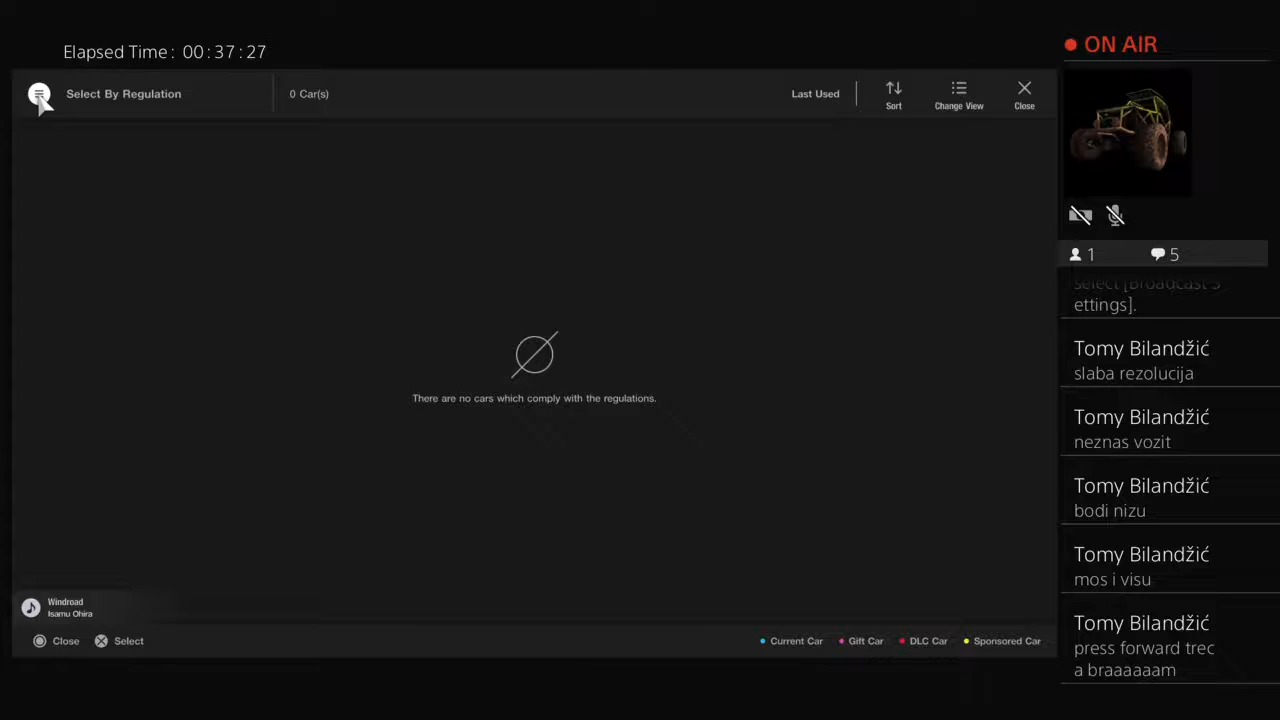 Elapsed Time: 00:37:27
ON AIR
Select By Regulation
0 Car(s)
Last Used
Sort
Change View
Close
1
5
select [Broadcast S
ettings].
Tomy Bilandžić
slaba rezolucija
Tomy Bilandžić
neznas vozit
Tomy Bilandžić
bodi nizu
Tomy Bilandžić
mos i visu
Tomy Bilandžić
press forward trec
a braaaaaam
There are no cars which comply with the regulations.
Windroad
Isamu Ohira
Close
Select
Current Car
Gift Car
DLC Car
Sponsored Car